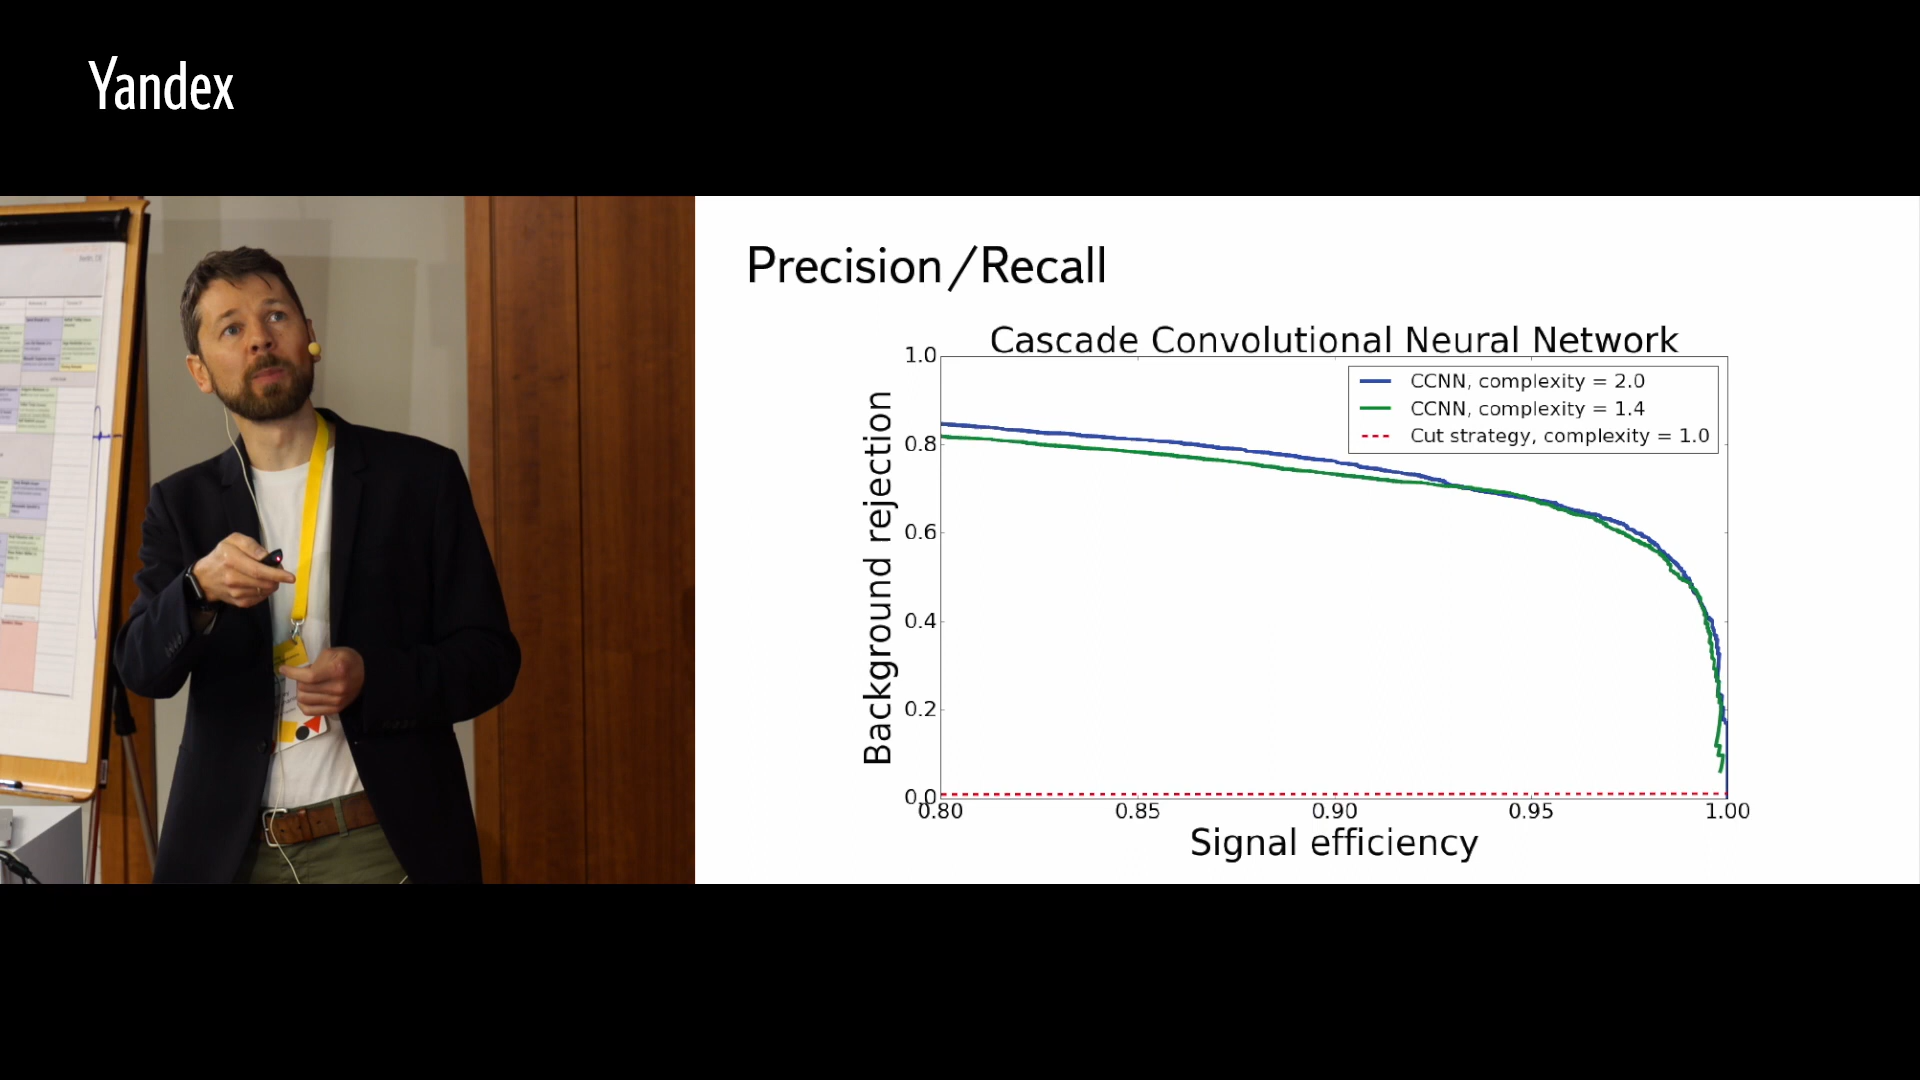 Yandex
Precision/Recall
Cascade Convolutional Neural Network
CCNN, complexity = 2.0
CCNN, complexity = 1.4
Cut strategy, complexity = 1.0
Background rejection
1.0
0.8
0.6
0.4
0.2
0.0
0.80
0.85
0.90
0.95
1.00
Signal efficiency